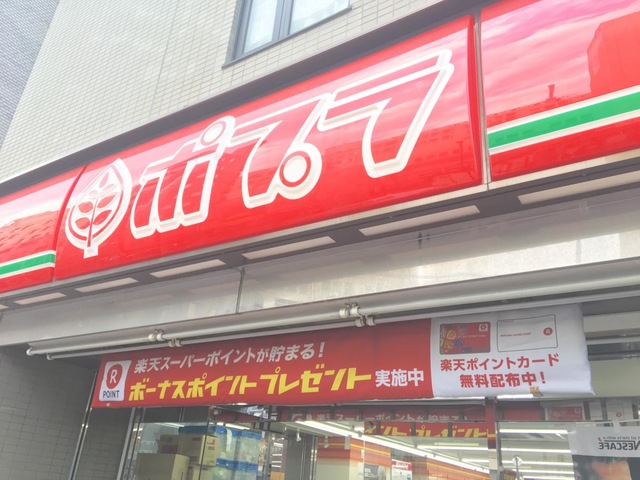 ポプラ
R
POINT
楽天スーパーポイントが貯まる!
ボーナスポイントプレゼント 実施中
楽天ポイントカード
無料配布中!
NESCAFÉ